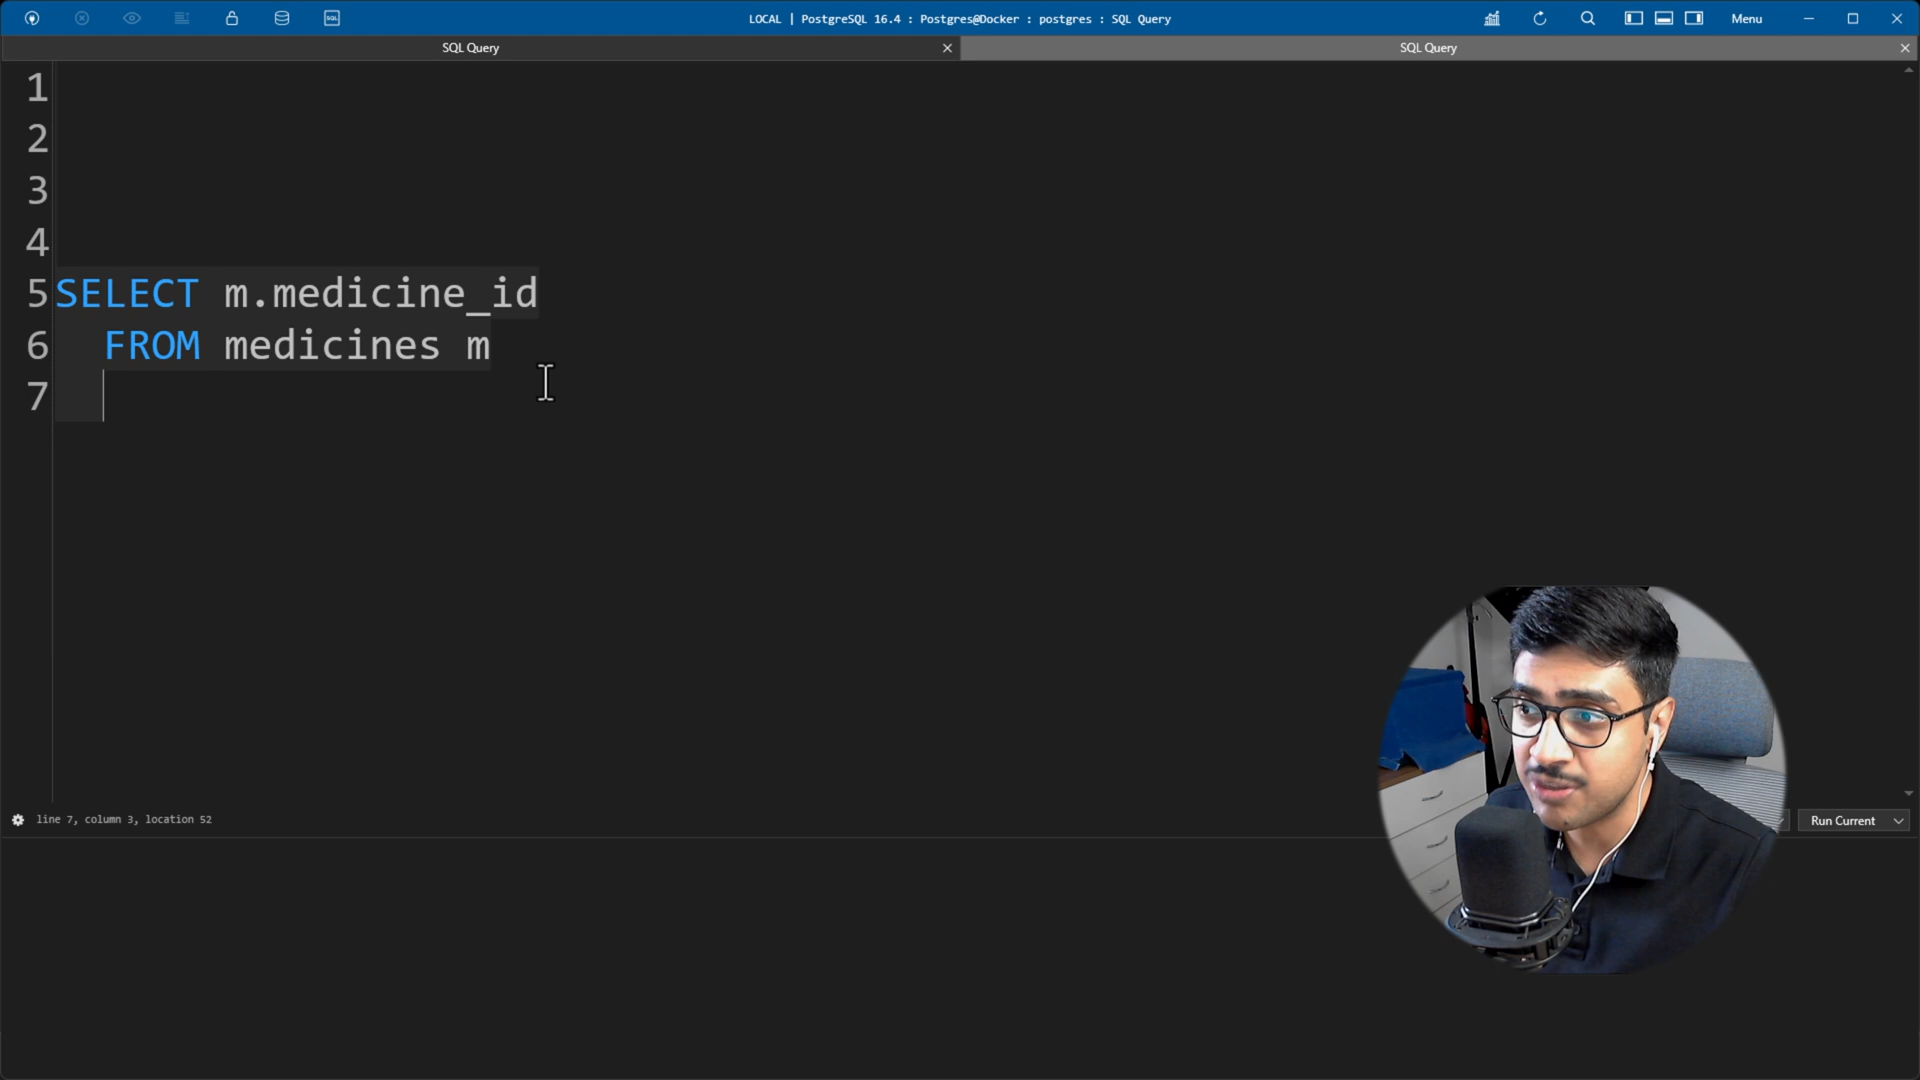 SQL
LOCAL | PostgreSQL 16.4 : Postgres@Docker : postgres : SQL Query
Menu
SQL Query
SQL Query
1
2
3
4
5 SELECT m.medicine_id
6 FROM medicines m
7
line 7, column 3, location 52
Run Current